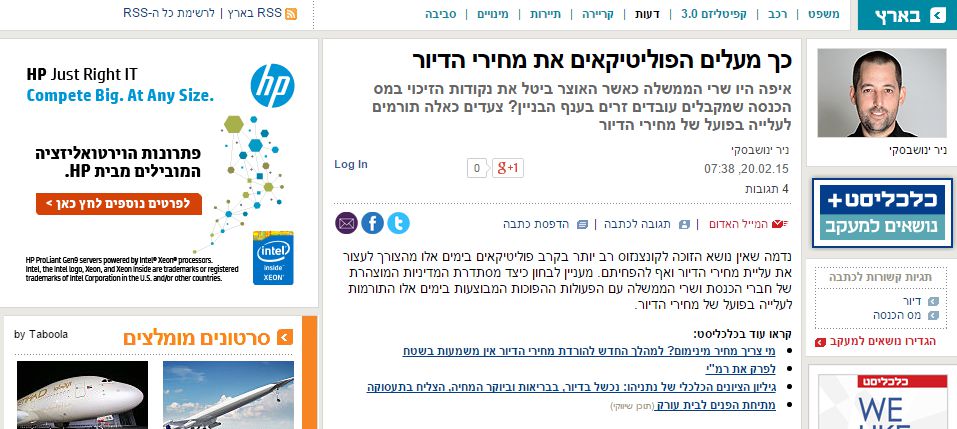 בארץ
משפט | רכב | קפיטליזם 3.0 | דעות | קריירה | תיירות | מינויים | סביבה
RSS בארץ | לרשימת כל ה-RSS
כך מעלים הפוליטיקאים את מחירי הדיור
איפה היו שרי הממשלה כאשר האוצר ביטל את נקודות הזיכוי במס
הכנסה שמקבלים עובדים זרים בענף הבניין? צעדים כאלה תורמים
לעלייה בפועל של מחירי הדיור
ניר ינושבסקי
20.02.15, 07:38
4 תגובות
g+1
0
Log In
המייל האדום | תגובה לכתבה | הדפסת כתבה
נדמה שאין נושא הזוכה לקונצנזוס רב יותר בקרב פוליטיקאים בימים אלו מהצורך לעצור
את עליית מחירי הדיור ואף להפחיתם. מעניין לבחון כיצד מסתדרת המדיניות המוצהרת
של חברי הכנסת ושרי הממשלה עם הפעולות ההפוכות המבוצעות בימים אלו התורמות
לעלייה בפועל של מחירי הדיור.
קראו עוד בכלכליסט:
מי צריך מחיר מינימום? למהלך החדש להורדת מחירי הדיור אין משמעות בשטח
לפרק את רמ"י
גיליון הציונים הכלכלי של נתניהו: נכשל בדיור, בבריאות וביוקר המחיה, הצליח בתעסוקה
מתיחת הפנים לבית עורק (תוכן שיווקי)
ניר ינושבסקי
כלכליסט+
נושאים למעקב
תגיות קשורות לכתבה
דיור
מס הכנסה
הגדירו נושאים למעקב
כלכליסט
WE
LIKE
HP Just Right IT
Compete Big. At Any Size.
hp
פתרונות הוירטואליזציה
המובילים מבית HP.
לפרטים נוספים לחץ כאן >
intel
inside
XEON
HP ProLiant Gen9 servers powered by Intel® Xeon® processors.
Intel, the Intel logo, Xeon, and Xeon Inside are trademarks or registered
trademarks of Intel Corporation in the U.S. and/or other countries.
סרטונים מומלצים
by Taboola